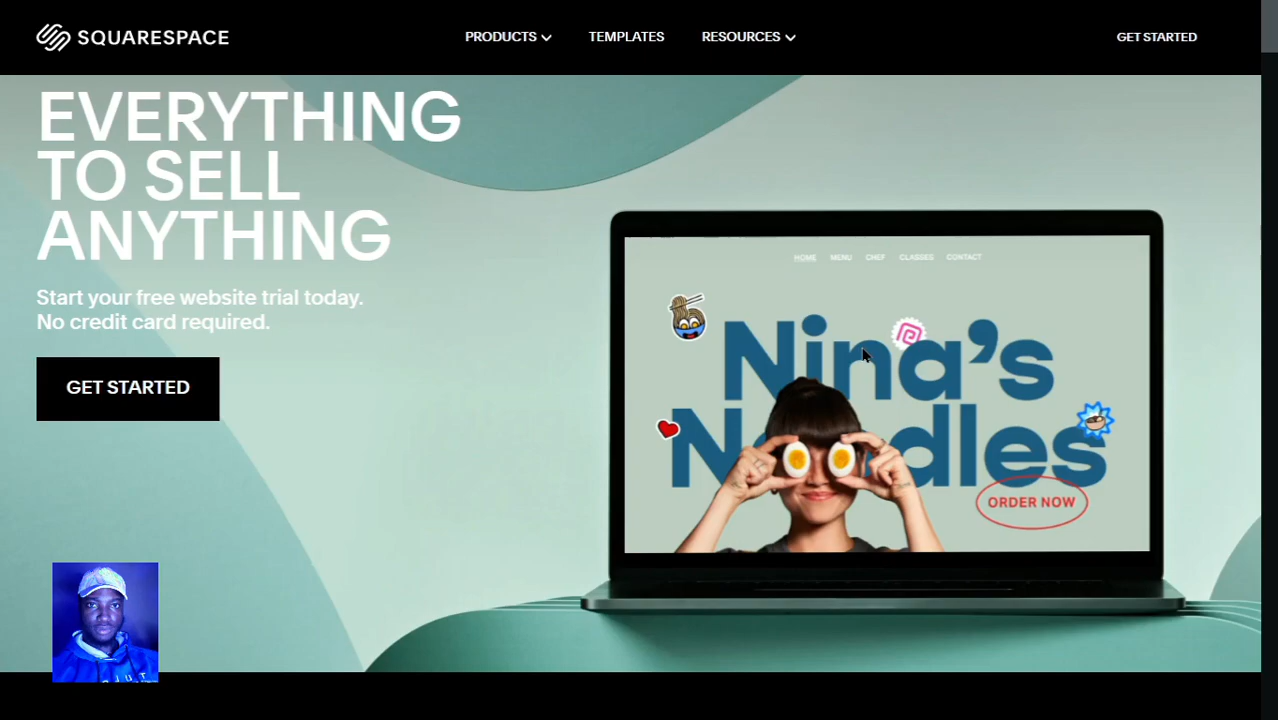 SQUARESPACE
PRODUCTS
TEMPLATES
RESOURCES
GET STARTED
EVERYTHING
TO SELL
ANYTHING
Start your free website trial today.
No credit card required.
GET STARTED
HOME MENU CHEF CLASSES CONTACT
Nina's
Noodles
ORDER NOW